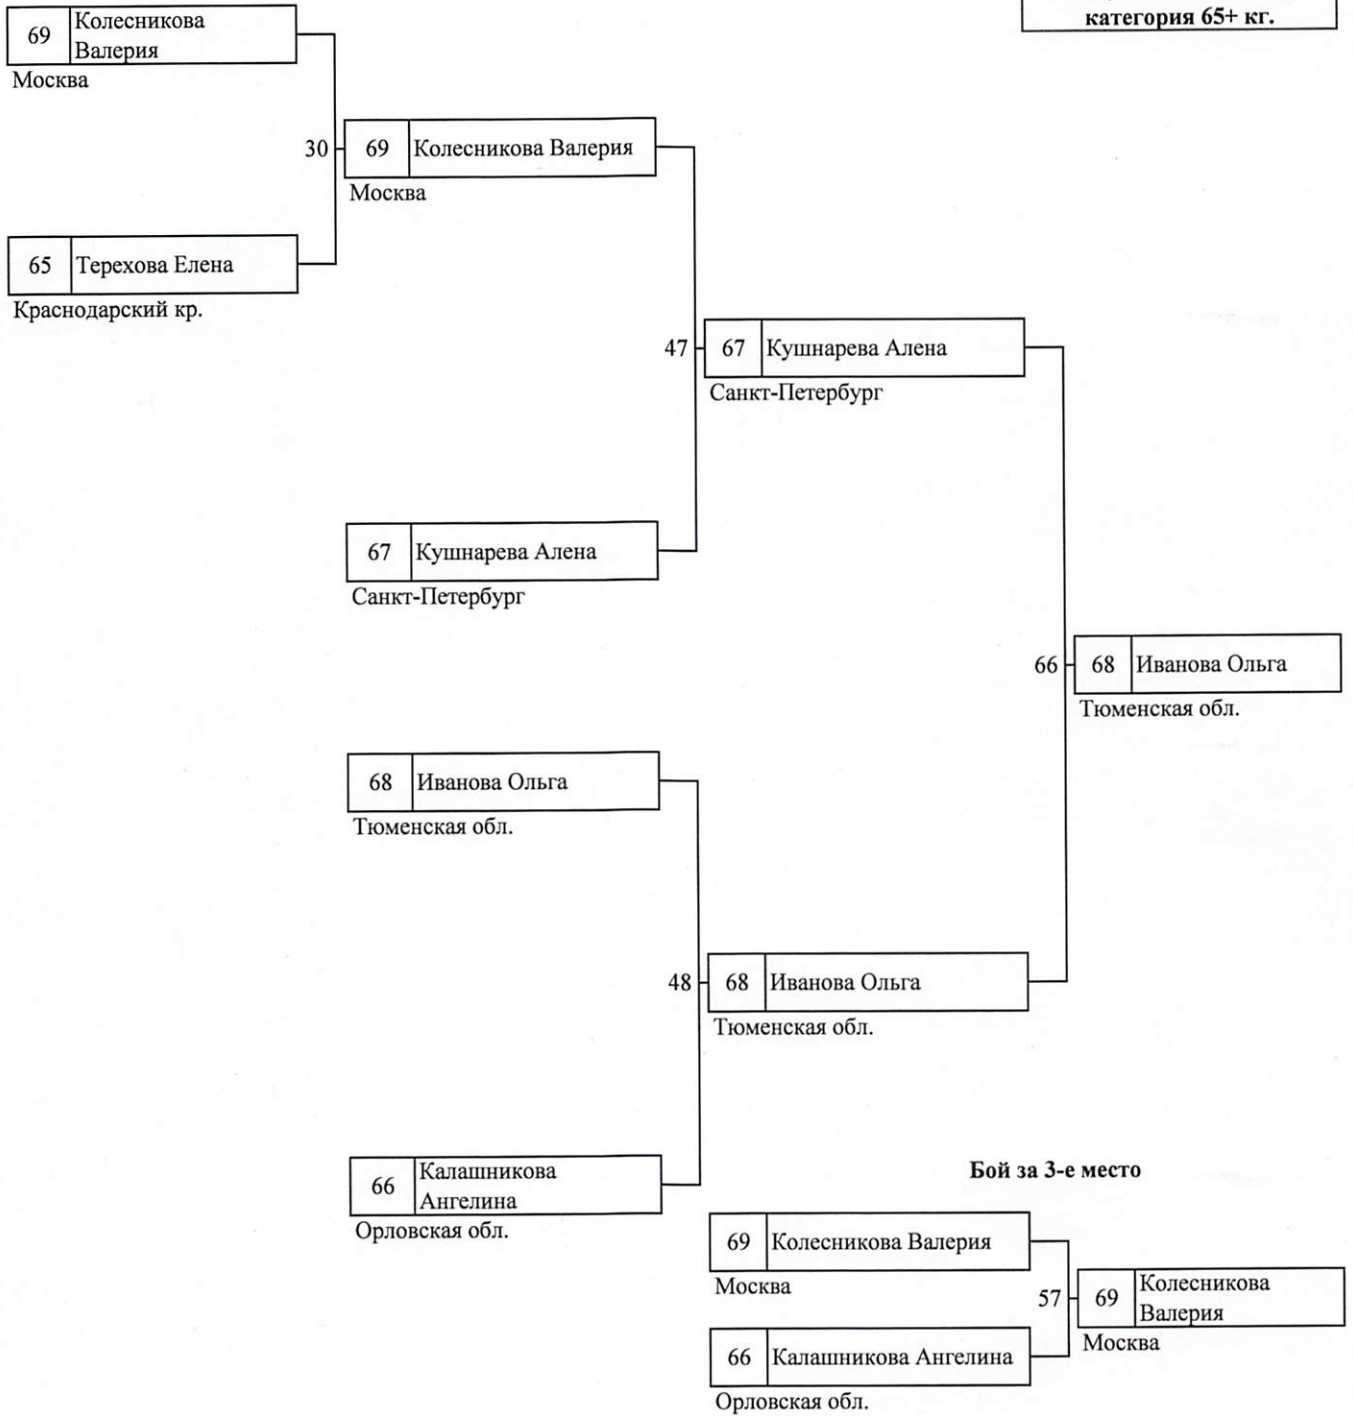 категория 65+ кг.
69 Колесникова
Валерия
Москва
30 69 Колесникова Валерия
Москва
65 Терехова Елена
Краснодарский кр.
47 67 Кушнарева Алена
Санкт-Петербург
67 Кушнарева Алена
Санкт-Петербург
66 68 Иванова Ольга
Тюменская обл.
68 Иванова Ольга
Тюменская обл.
48 68 Иванова Ольга
Тюменская обл.
66 Калашникова
Ангелина
Орловская обл.
Бой за 3-е место
69 Колесникова Валерия
Москва
57 69 Колесникова
Валерия
Москва
66 Калашникова Ангелина
Орловская обл.